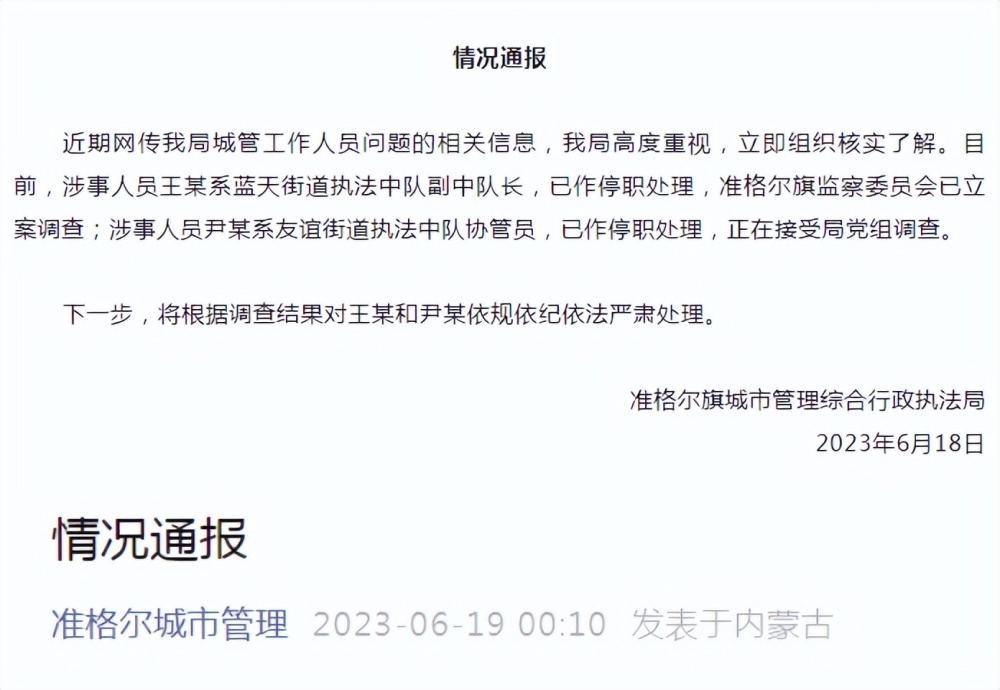 情况通报
近期网传我局城管工作人员问题的相关信息，我局高度重视，立即组织核实了解。目
前，涉事人员王某系蓝天街道执法中队副中队长，已作停职处理，准格尔旗监察委员会已立
案调查；涉事人员尹某系友谊街道执法中队协管员，已作停职处理，正在接受局党组调查。
下一步，将根据调查结果对王某和尹某依规依纪依法严肃处理。
准格尔旗城市管理综合行政执法局
2023年6月18日
情况通报
准格尔城市管理 2023-06-19 00:10 发表于内蒙古